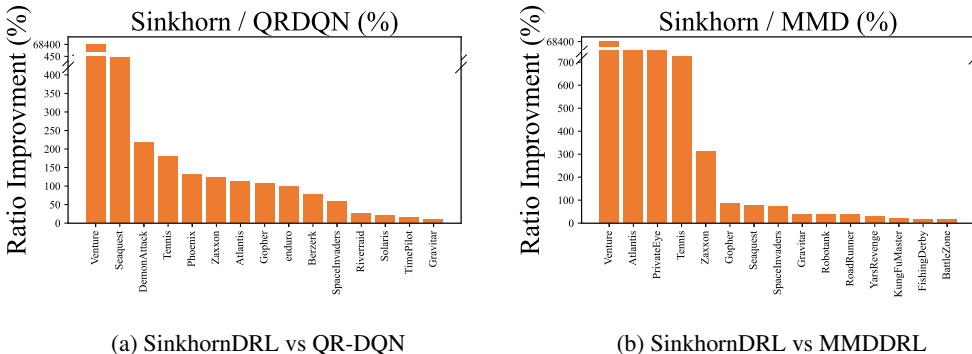 Sinkhorn / QRDQN (%)
Ratio Improvment (%)
68400
450
400
350
300
250
200
150
100
50
0
Venture
Seaquest
DemonAttack
Tennis
Phoenix
Zaxxon
Atlantis
Gopher
enduro
Berzerk
SpaceInvaders
Riverraid
Solaris
TimePilot
Gravitar
(a) SinkhornDRL vs QR-DQN
Sinkhorn / MMD (%)
Ratio Improvment (%)
68400
700
600
500
400
300
200
100
0
Venture
Atlantis
PrivateEye
Tennis
Zaxxon
Gopher
Seaquest
SpaceInvaders
Gravitar
Robotank
RoadRunner
YarsRevenge
KungFuMaster
FishingDerby
BattleZone
(b) SinkhornDRL vs MMDDRL